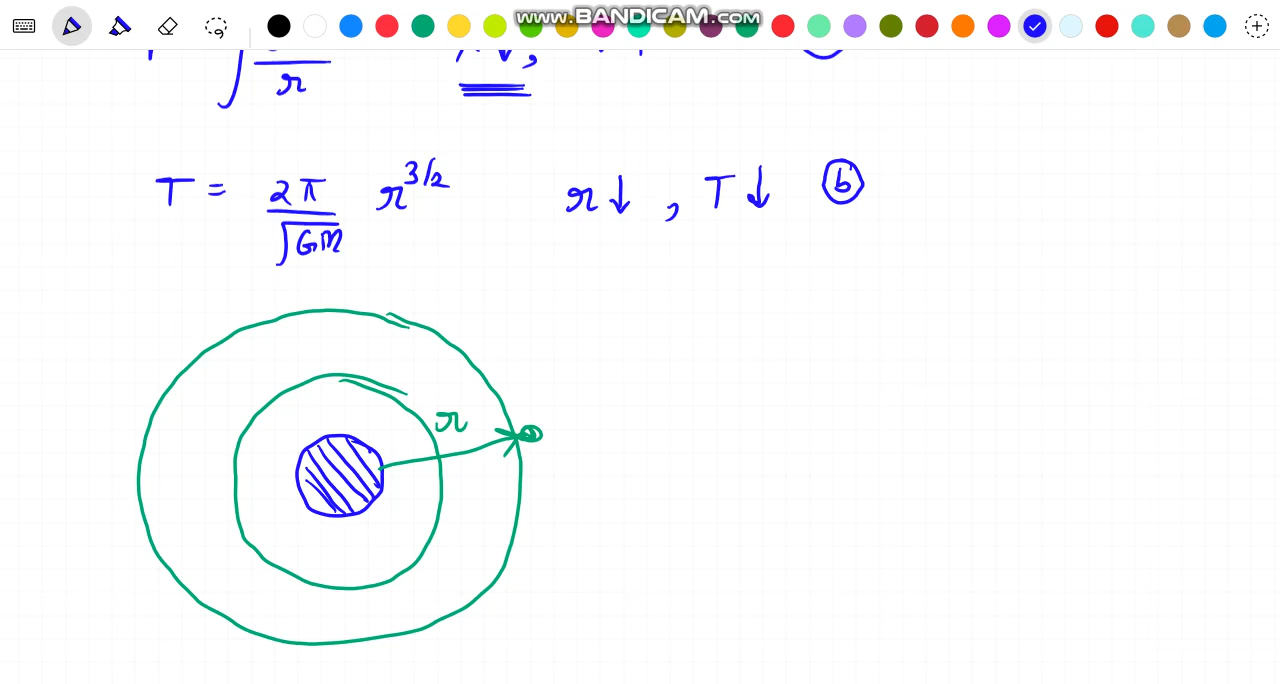 www.BANDICAM.com
r
T = 2π / √GM r^3/2 r↓ , T↓ ⓑ
r